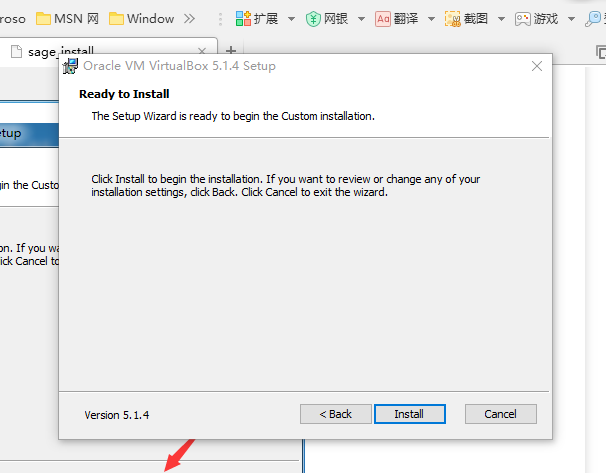 roso MSN 网 Window 扩展 网银 Aa 翻译 截图 游戏
sage_install
Oracle VM VirtualBox 5.1.4 Setup
Ready to Install
The Setup Wizard is ready to begin the Custom installation.
etup
gin the Custo
Click Install to begin the installation. If you want to review or change any of your
installation settings, click Back. Click Cancel to exit the wizard.
on. If you wa
ick Cancel to
Version 5.1.4
< Back Install Cancel